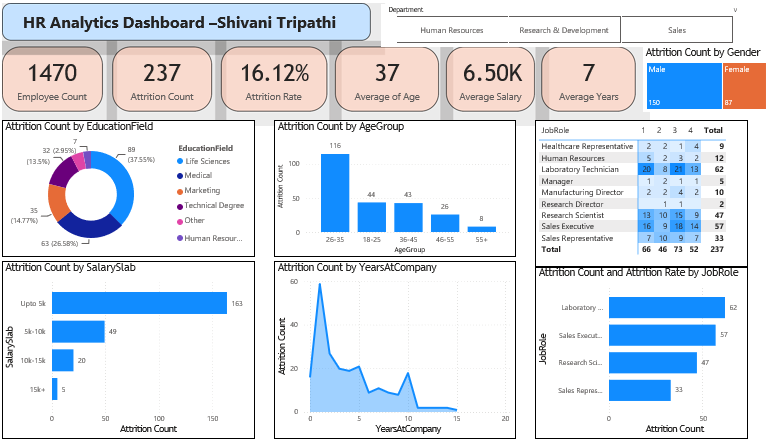 HR Analytics Dashboard –Shivani Tripathi
Department
v
Human Resources
Research & Development
Sales
1470
Employee Count
237
Attrition Count
16.12%
Attrition Rate
37
Average of Age
6.50K
Average Salary
7
Average Years
Attrition Count by Gender
Male
Female
150
87
Attrition Count by EducationField
7
32 (2.95%)
(13.5%)
35
(14.77%)
63 (26.58%)
89
(37.55%)
EducationField
Life Sciences
Medical
Marketing
Technical Degree
Other
Human Resour...
Attrition Count by AgeGroup
Attrition Count
100
50
0
116
44
43
26
8
26-35 18-25 36-45 46-55 55+
AgeGroup
JobRole 1 2 3 4 Total
Healthcare Representative 2 2 1 4 9
Human Resources 5 2 3 2 12
Laboratory Technician 20 8 21 13 62
Manager 1 2 1 1 5
Manufacturing Director 2 2 4 2 10
Research Director 1 1 2
Research Scientist 13 10 15 9 47
Sales Executive 16 9 18 14 57
Sales Representative 7 10 9 7 33
Total 66 46 73 52 237
Attrition Count by SalarySlab
SalarySlab
Upto 5k 163
5k-10k 49
10k-15k 20
15k+ 5
0 50 100 150
Attrition Count
Attrition Count by YearsAtCompany
Attrition Count
60
40
20
0
0 5 10 15 20
YearsAtCompany
Attrition Count and Attrition Rate by JobRole
JobRole
Laboratory ... 62
Sales Execut... 57
Research Sci... 47
Sales Repres... 33
0 50
Attrition Count